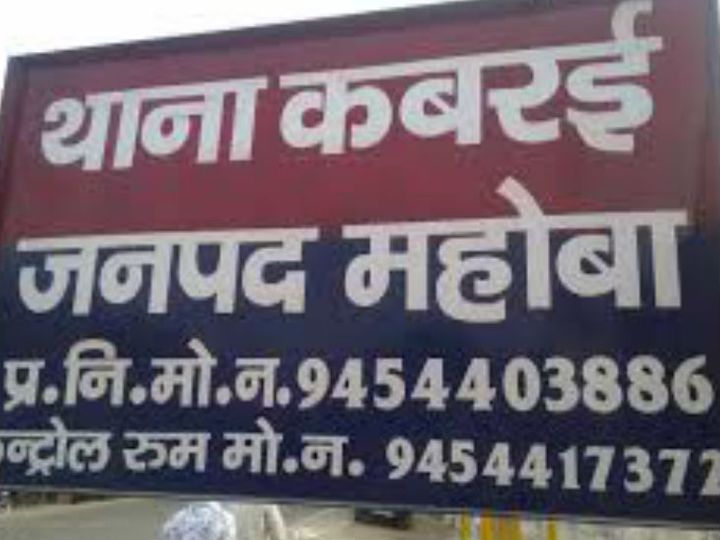 थाना कबरई
जनपद महोबा
प्र.नि.मो.न.9454403886
न्ट्रोल रुम मो.न. 9454417372